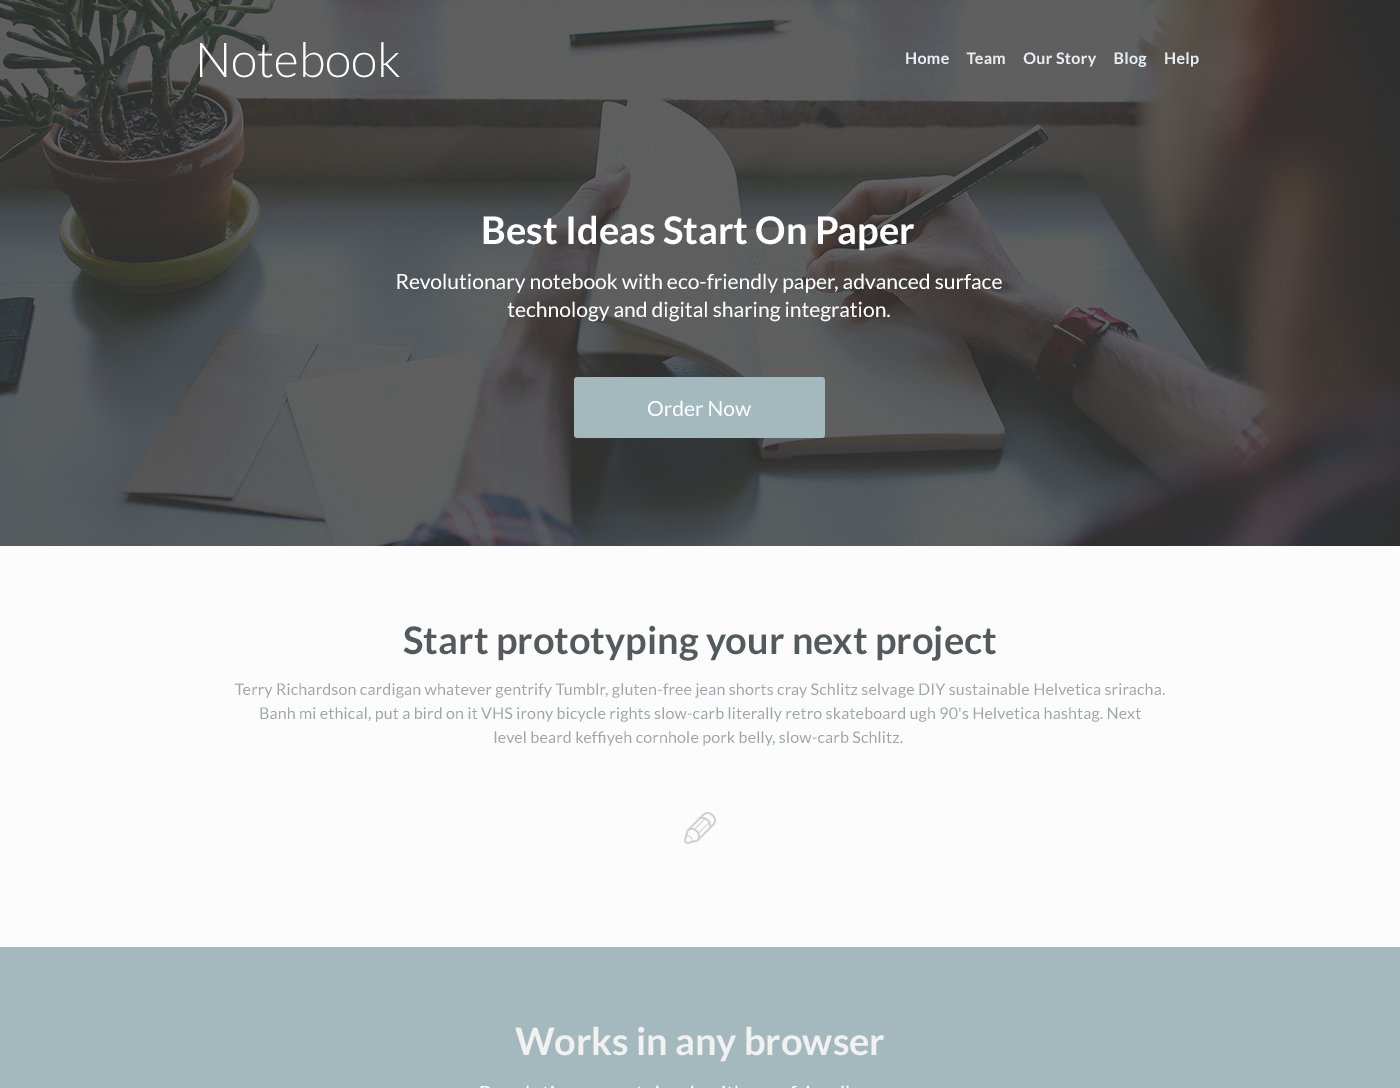 Notebook
Home Team Our Story Blog Help
Best Ideas Start On Paper
Revolutionary notebook with eco-friendly paper, advanced surface
technology and digital sharing integration.
Order Now
Start prototyping your next project
Terry Richardson cardigan whatever gentrify Tumblr, gluten-free jean shorts cray Schlitz selvage DIY sustainable Helvetica sriracha.
Banh mi ethical, put a bird on it VHS irony bicycle rights slow-carb literally retro skateboard ugh 90's Helvetica hashtag. Next
level beard keffiyeh cornhole pork belly, slow-carb Schlitz.
Works in any browser